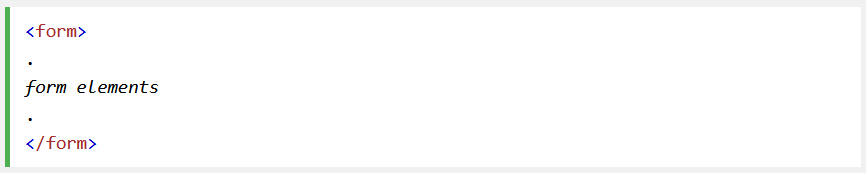 <form>
.
form elements
.
</form>